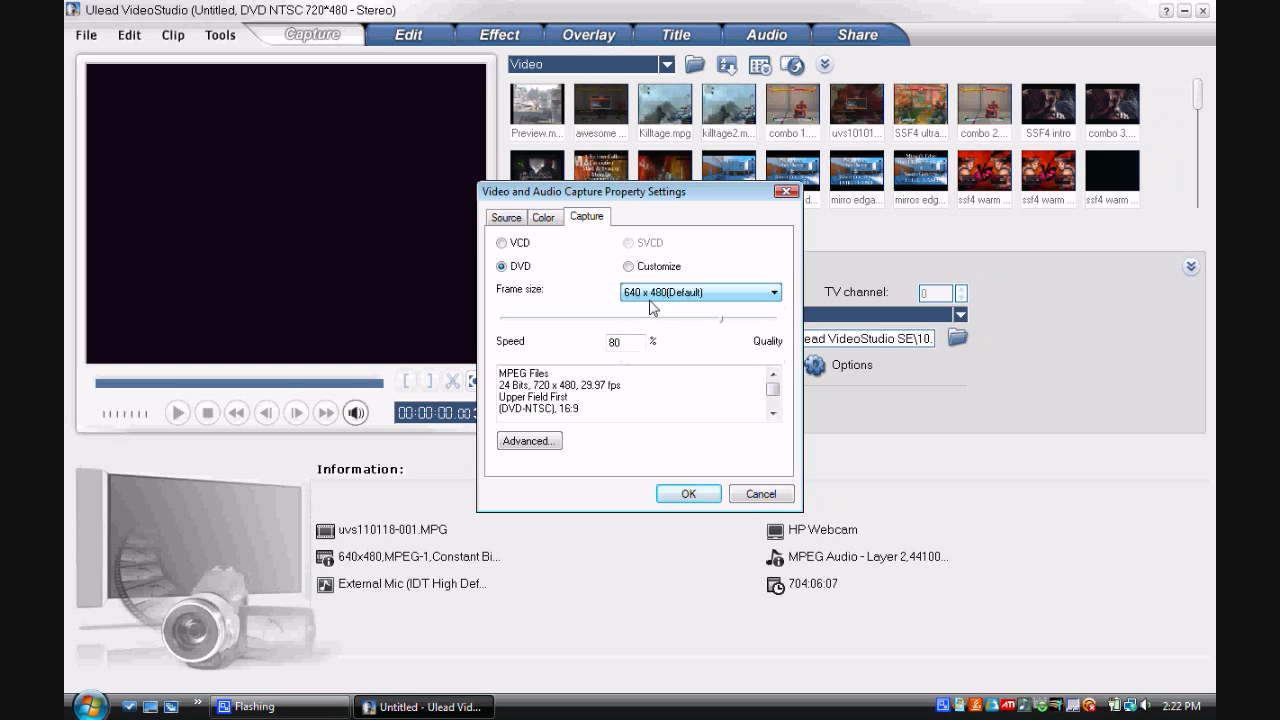 Ulead VideoStudio (Untitled, DVD NTSC 720*480 - Stereo)
File Edit Clip Tools Capture Edit Effect Overlay Title Audio Share
Video
Preview.m... awesome ... Killtage.mpg killtage2.m... combo 1.... uvs10101... SSF4 ultra... combo 2.... SSF4 intro combo 3....
d... mirro edga... mirros edg... ssf4 warm ... ssf4 warm ... ssf4 warm ...
Video and Audio Capture Property Settings
Source Color Capture
VCD SVCD
DVD Customize
Frame size: 640 x 480(Default)
TV channel: 0
Speed 80 % Quality
ead VideoStudio SE\10.
Options
MPEG Files
24 Bits, 720 x 480, 29.97 fps
Upper Field First
(DVD-NTSC), 16:9
00:00:00.00
Advanced...
Information:
OK Cancel
uvs110118-001.MPG HP Webcam
640x480,MPEG-1,Constant Bi... MPEG Audio - Layer 2,44100...
External Mic (IDT High Def... 704:06:07
Flashing Untitled - Ulead Vid... 2:22 PM